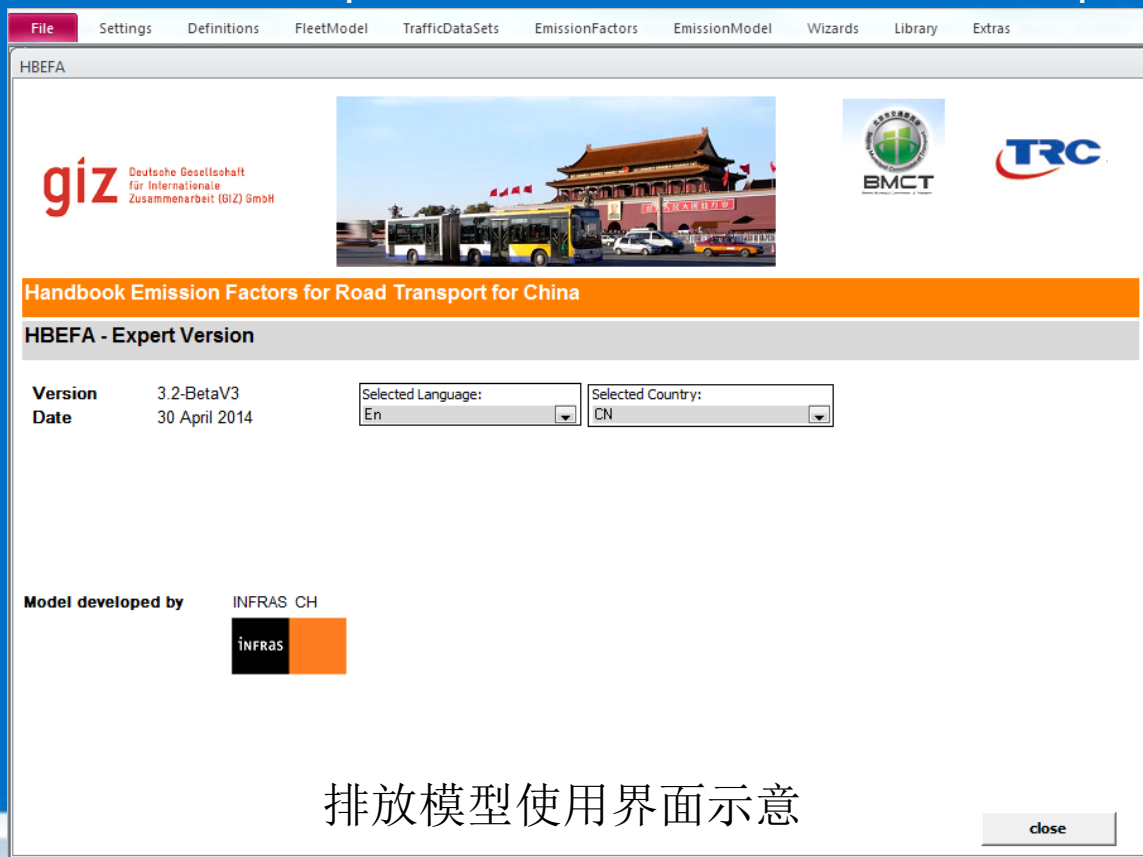 File Settings Definitions FleetModel TrafficDataSets EmissionFactors EmissionModel Wizards Library Extras
HBEFA
giz Deutsche Gesellschaft
für Internationale
Zusammenarbeit (GIZ) GmbH
BMCT
TRC
Handbook Emission Factors for Road Transport for China
HBEFA - Expert Version
Version 3.2-BetaV3
Date 30 April 2014
Selected Language:
En
Selected Country:
CN
Model developed by INFRAS CH
infras
排放模型使用界面示意
close